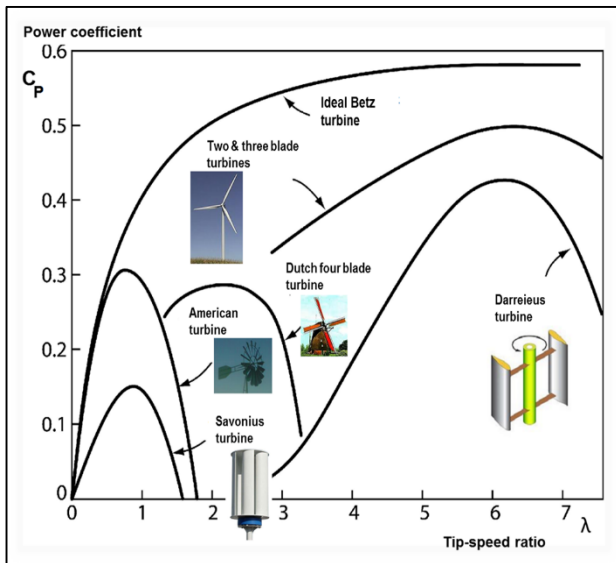 Power coefficient
0.6
C_P
Ideal Betz
turbine
0.5
Two & three blade
turbines
0.4
0.3
Dutch four blade
turbine
American
turbine
Darreieus
turbine
0.2
0.1
Savonius
turbine
0
0 1 2 3 4 5 6 7 λ
Tip-speed ratio